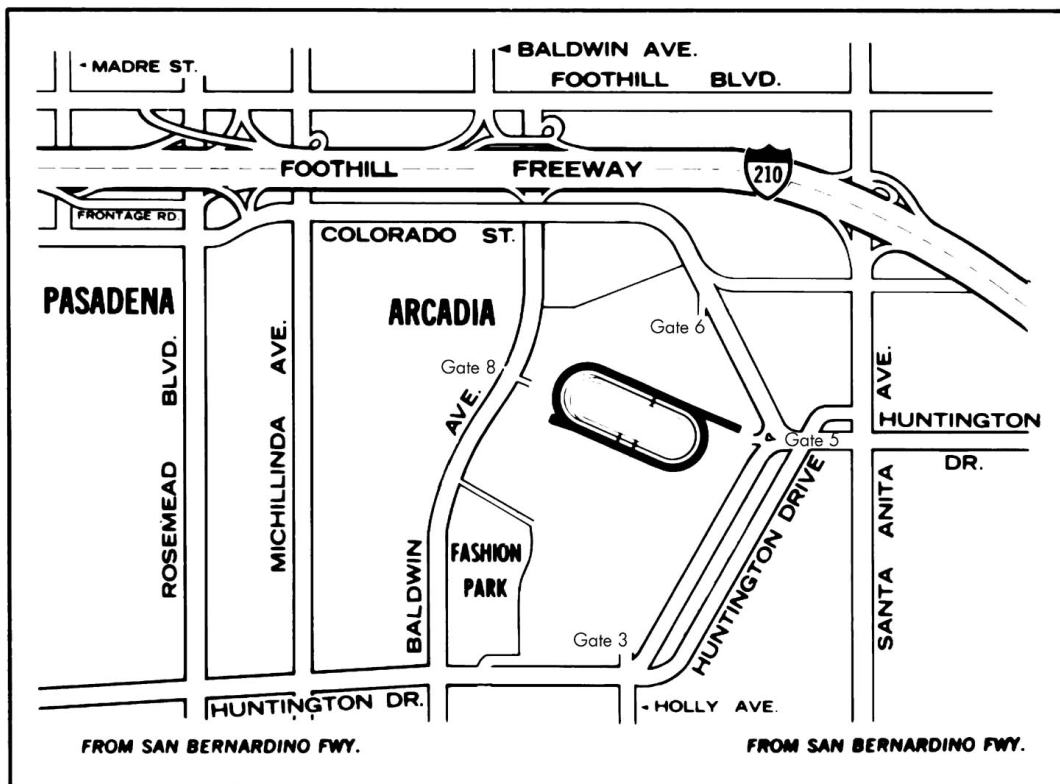 BALDWIN AVE.
MADRE ST.
FOOTHILL BLVD.
FOOTHILL FREEWAY
210
FRONTAGE RD.
COLORADO ST.
PASADENA
ARCADIA
Gate 6
Gate 8
ROSEMEAD BLVD.
MICHILLINDA AVE.
BALDWIN AVE.
HUNTINGTON DR.
Gate 5
HUNTINGTON DRIVE
SANTA ANITA AVE.
FASHION
PARK
Gate 3
HUNTINGTON DR.
HOLLY AVE.
FROM SAN BERNARDINO FWY.
FROM SAN BERNARDINO FWY.